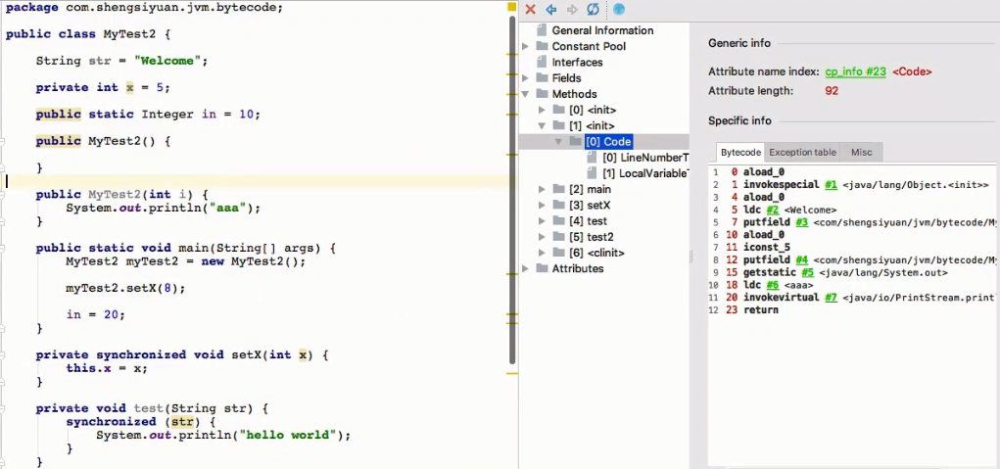 package com.shengsiyuan.jvm.bytecode;
public class MyTest2 {
String str = "Welcome";
private int x = 5;
public static Integer in = 10;
public MyTest2() {
}
public MyTest2(int i) {
System.out.println("aaa");
}
public static void main(String[] args) {
MyTest2 myTest2 = new MyTest2();
myTest2.setX(8);
in = 20;
}
private synchronized void setX(int x) {
this.x = x;
}
private void test(String str) {
synchronized (str) {
System.out.println("hello world");
}
}
General Information
Constant Pool
Interfaces
Fields
Methods
[0] <init>
[1] <init>
[0] Code
[0] LineNumberT
[1] LocalVariableT
[2] main
[3] setX
[4] test
[5] test2
[6] <clinit>
Attributes
Generic info
Attribute name index: cp_info #23 <Code>
Attribute length: 92
Specific info
Bytecode Exception table Misc
1 0 aload_0
2 1 invokespecial #1 <java/lang/Object.<init>>
3 4 aload_0
4 5 ldc #2 <Welcome>
5 7 putfield #3 <com/shengsiyuan/jvm/bytecode/My
6 10 aload_0
7 11 iconst_5
8 12 putfield #4 <com/shengsiyuan/jvm/bytecode/My
9 15 getstatic #5 <java/lang/System.out>
10 18 ldc #6 <aaa>
11 20 invokevirtual #7 <java/io/PrintStream.printl
12 23 return